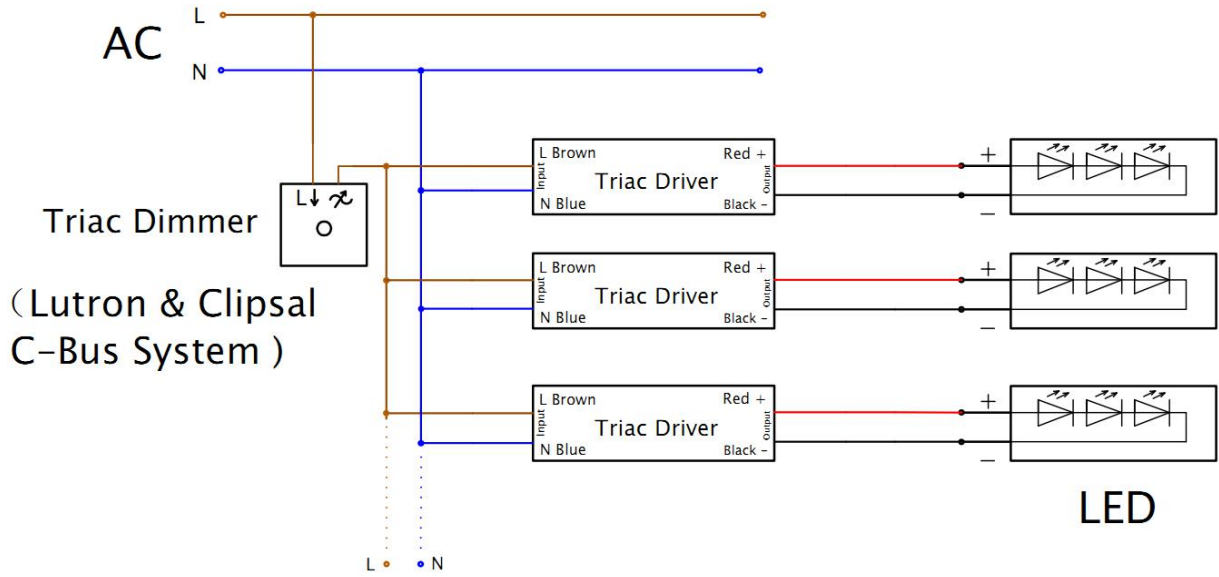 L
AC
N
L Brown
Red +
Input
Triac Driver
Output
N Blue
Black -
+
−
L
Triac Dimmer
(Lutron & Clipsal
C-Bus System )
L Brown
Red +
Input
Triac Driver
Output
N Blue
Black -
+
−
L Brown
Red +
Input
Triac Driver
Output
N Blue
Black -
+
−
LED
L
N